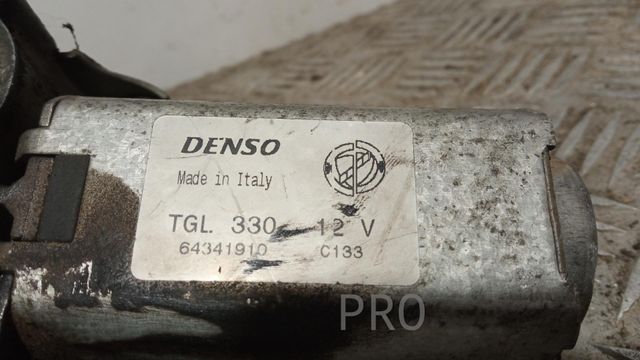 DENSO
Made in Italy
TGL. 330 12 V
64341910 C133
PRO